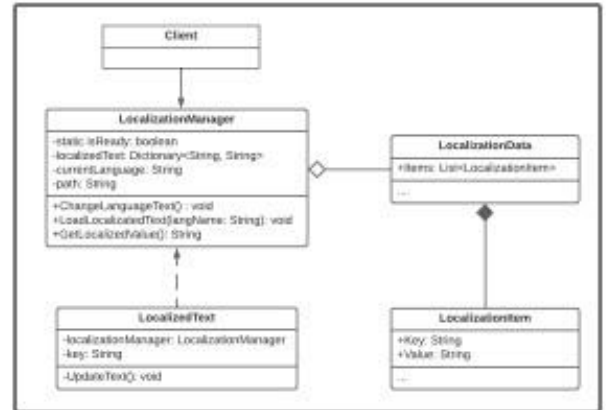 Client
LocalizationManager
-static isReady: boolean
-localizedText: Dictionary<String, String>
-currentLanguage: String
-path: String
+ChangeLanguageText() : void
+LoadLocalicatedText(langName: String): void
+GetLocalizedValue(): String
LocalizationData
+Items: List<LocalizationItem>
...
LocalizedText
-localizationManager: LocalizationManager
-key: String
-UpdateText(): void
LocalizationItem
+Key: String
+Value: String
...